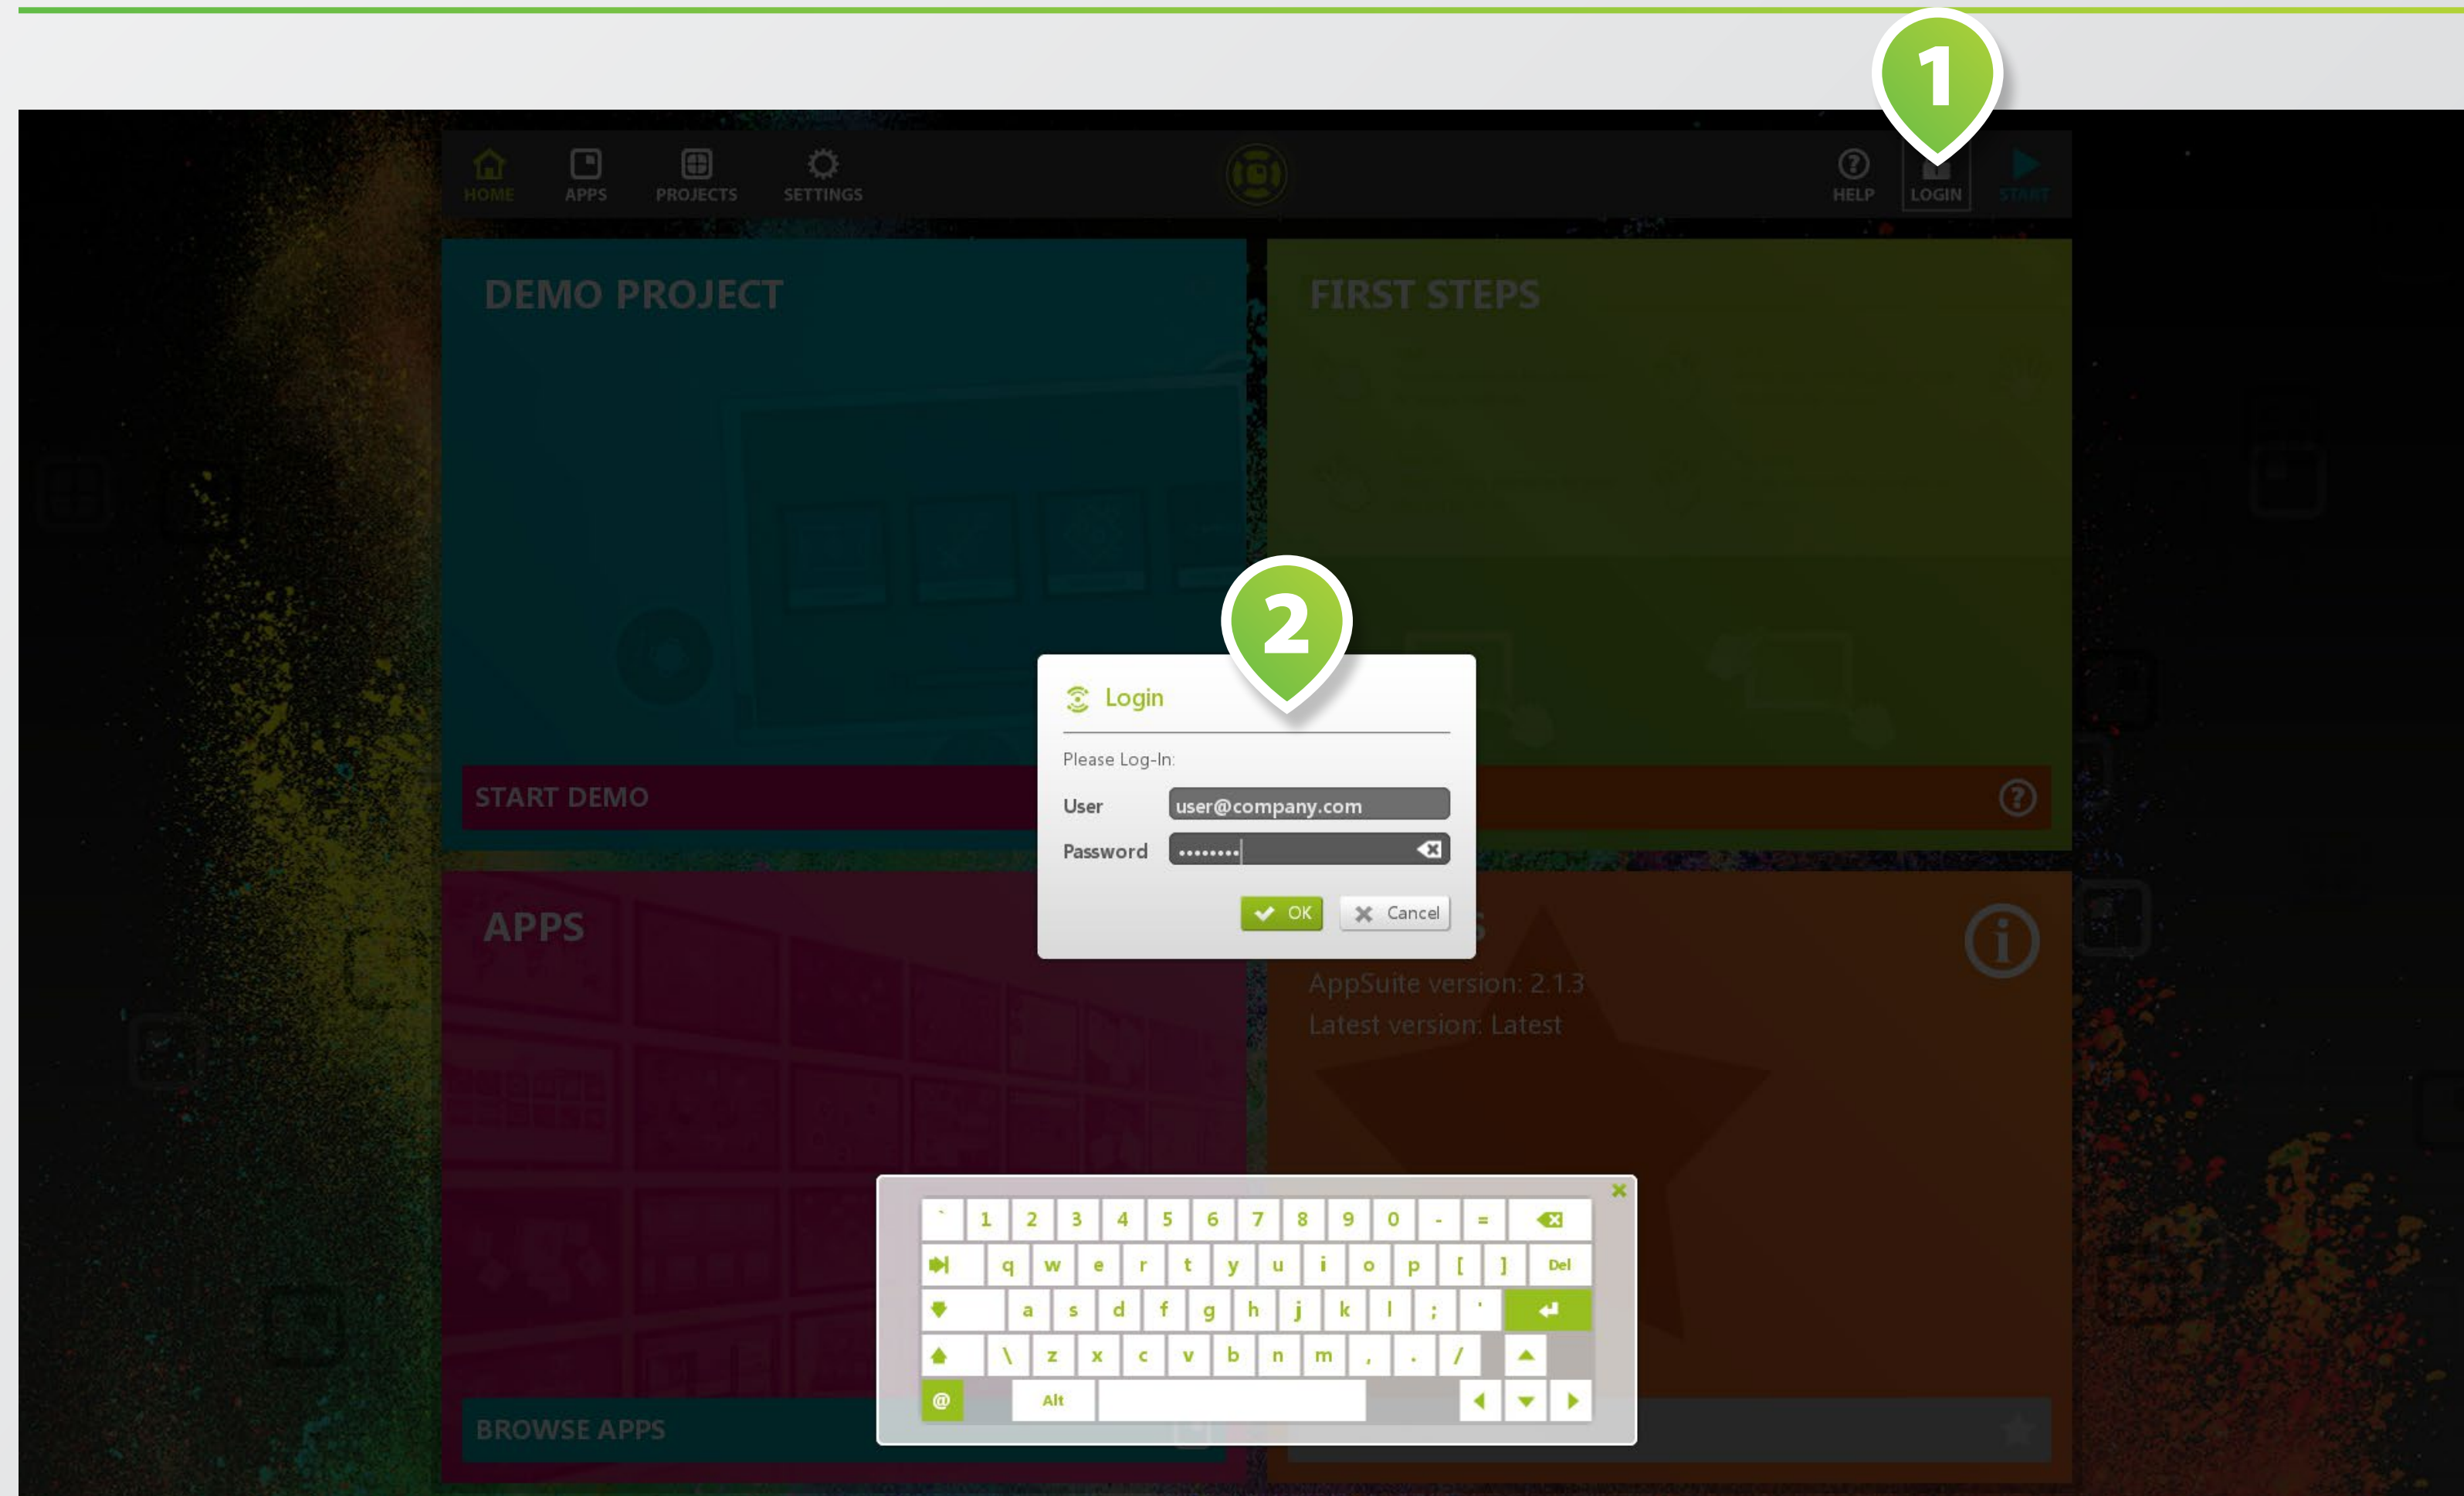 1
HOME APPS PROJECTS SETTINGS HELP LOGIN START
DEMO PROJECT
FIRST STEPS
2
Login
Please Log-In:
User user@company.com
Password ••••••••
OK Cancel
START DEMO
APPS
AppSuite version: 2.1.3
Latest version: Latest
` 1 2 3 4 5 6 7 8 9 0 - =
q w e r t y u i o p [ ] Del
a s d f g h j k l ; '
\ z x c v b n m , . /
@ Alt
BROWSE APPS